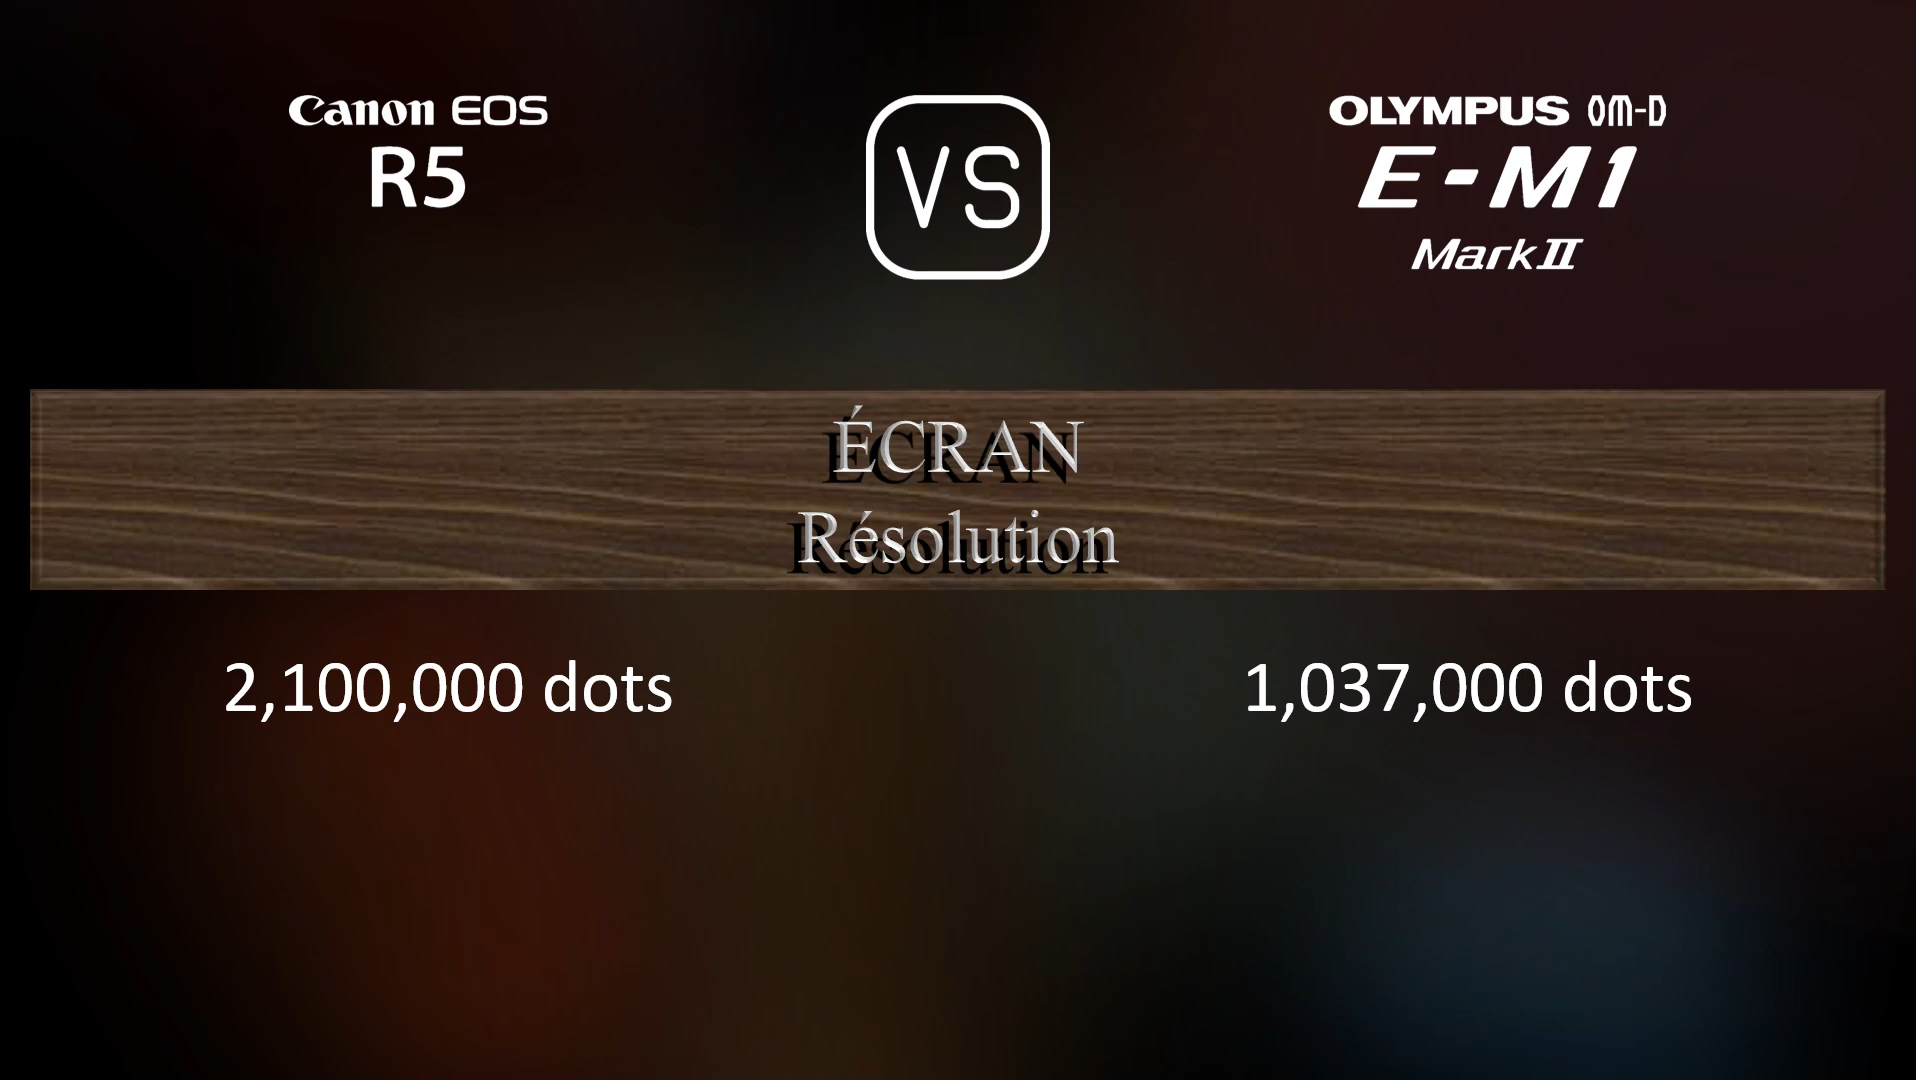 Canon EOS
R5
VS
OLYMPUS OM-D
E-M1
Mark II
ÉCRAN
Résolution
2,100,000 dots
1,037,000 dots